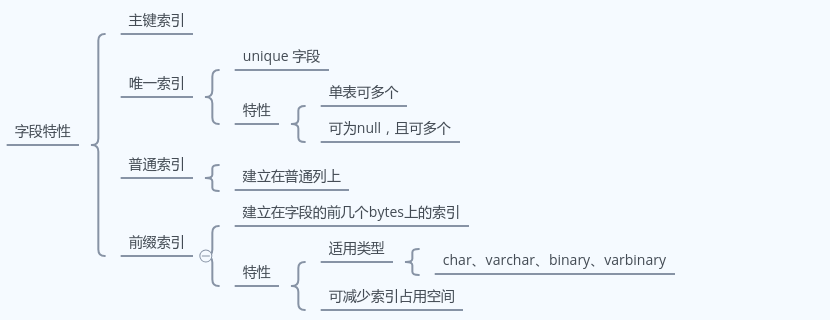 字段特性
主键索引
唯一索引
unique 字段
特性
单表可多个
可为null，且可多个
普通索引
建立在普通列上
前缀索引
建立在字段的前几个bytes上的索引
特性
适用类型
char、varchar、binary、varbinary
可减少索引占用空间